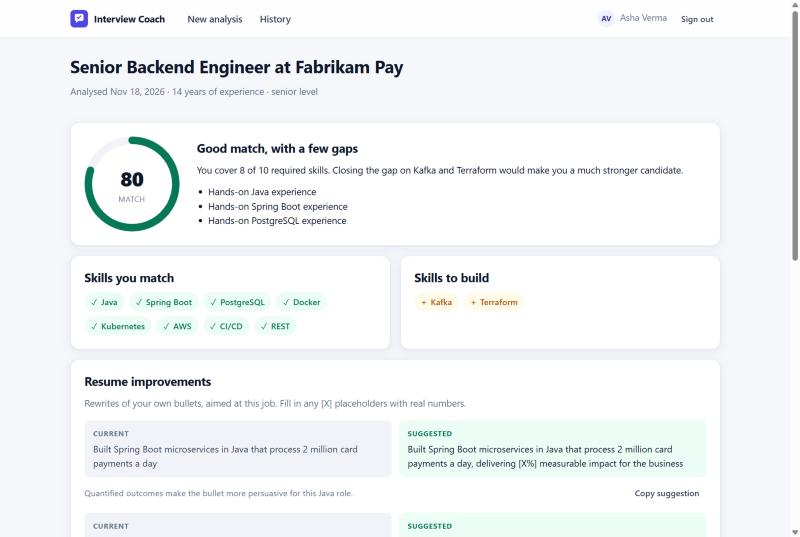 Interview Coach New analysis History AV Asha Verma Sign out
Senior Backend Engineer at Fabrikam Pay
Analysed Nov 18, 2026 · 14 years of experience · senior level
80
MATCH
Good match, with a few gaps
You cover 8 of 10 required skills. Closing the gap on Kafka and Terraform would make you a much stronger candidate.
• Hands-on Java experience
• Hands-on Spring Boot experience
• Hands-on PostgreSQL experience
Skills you match
✓ Java ✓ Spring Boot ✓ PostgreSQL ✓ Docker
✓ Kubernetes ✓ AWS ✓ CI/CD ✓ REST
Skills to build
+ Kafka + Terraform
Resume improvements
Rewrites of your own bullets, aimed at this job. Fill in any [X] placeholders with real numbers.
CURRENT
Built Spring Boot microservices in Java that process 2 million card
payments a day
SUGGESTED
Built Spring Boot microservices in Java that process 2 million card
payments a day, delivering [X%] measurable impact for the business
Quantified outcomes make the bullet more persuasive for this Java role.
Copy suggestion
CURRENT
SUGGESTED